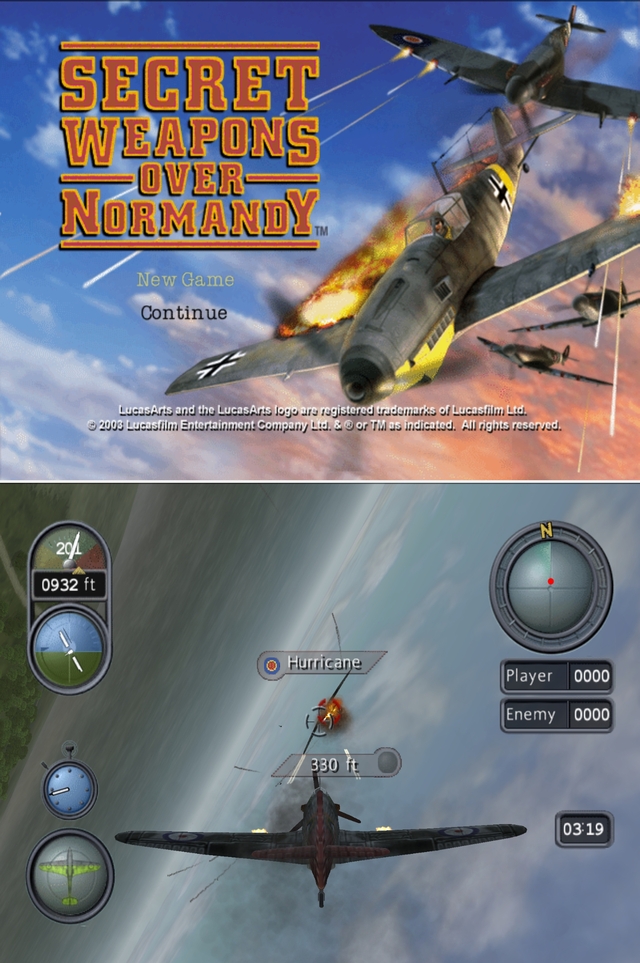 SECRET
WEAPONS
OVER
NORMANDY™
New Game
Continue
LucasArts and the LucasArts logo are registered trademarks of Lucasfilm Ltd.
© 2003 Lucasfilm Entertainment Company Ltd. & ® or TM as indicated. All rights reserved.
201
N
0932 ft
Hurricane
Player 0000
Enemy 0000
330 ft
03:19